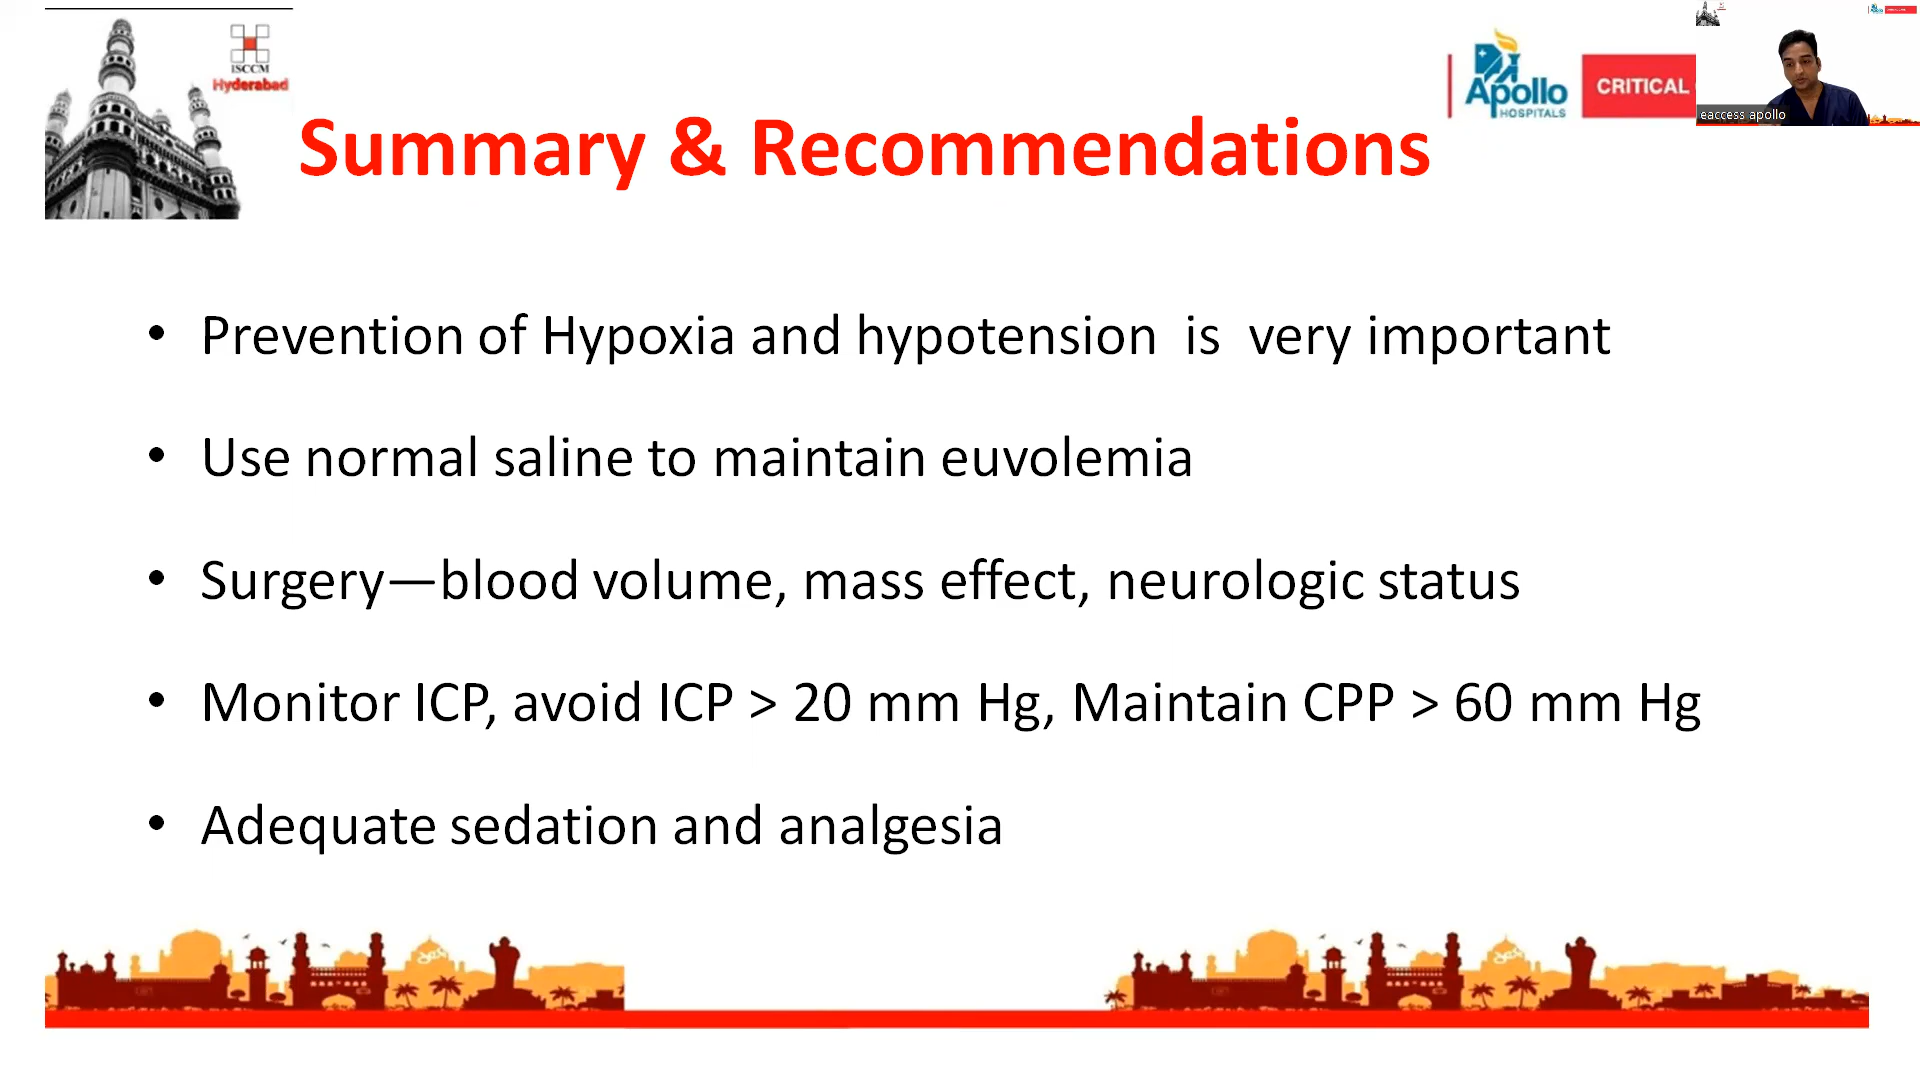 iSCCM
Hyderabad
Apollo
HOSPITALS
CRITICAL
eaccess apollo
Summary & Recommendations
• Prevention of Hypoxia and hypotension  is  very important
• Use normal saline to maintain euvolemia
• Surgery—blood volume, mass effect, neurologic status
• Monitor ICP, avoid ICP > 20 mm Hg, Maintain CPP > 60 mm Hg
• Adequate sedation and analgesia